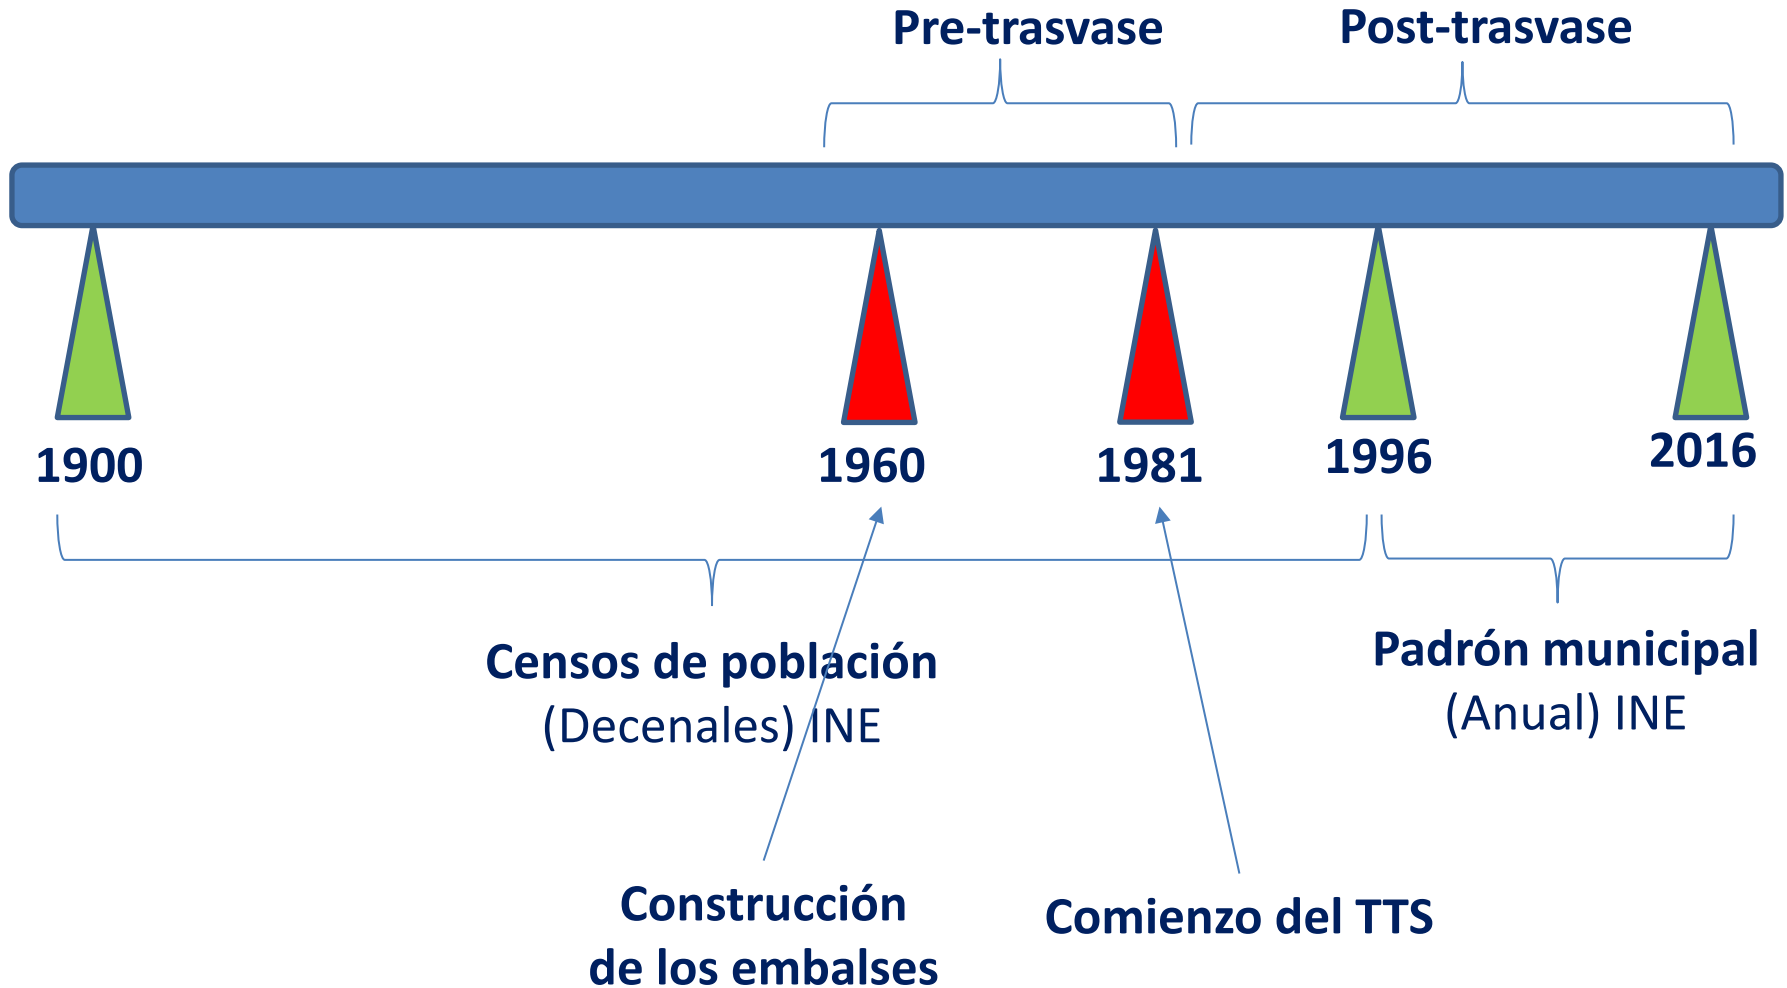 Pre-trasvase
Post-trasvase
1900
1960
1981
1996
2016
Censos de población
(Decenales) INE
Padrón municipal
(Anual) INE
Construcción
de los embalses
Comienzo del TTS